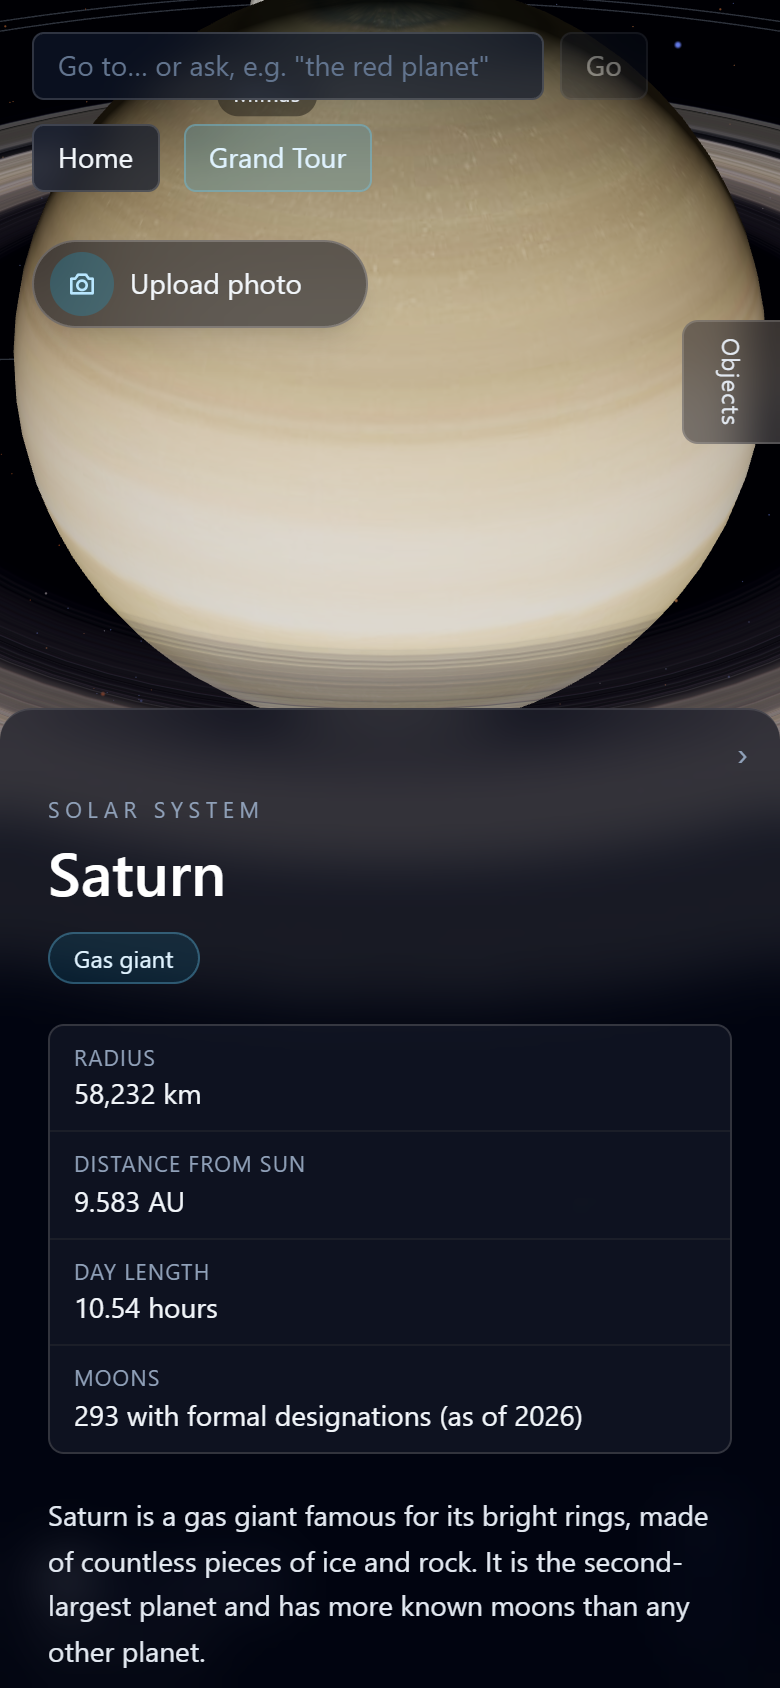 Go to... or ask, e.g. "the red planet"
Go
Home
Grand Tour
Upload photo
Objects
SOLAR SYSTEM
Saturn
Gas giant
RADIUS
58,232 km
DISTANCE FROM SUN
9.583 AU
DAY LENGTH
10.54 hours
MOONS
293 with formal designations (as of 2026)
Saturn is a gas giant famous for its bright rings, made
of countless pieces of ice and rock. It is the second-
largest planet and has more known moons than any
other planet.